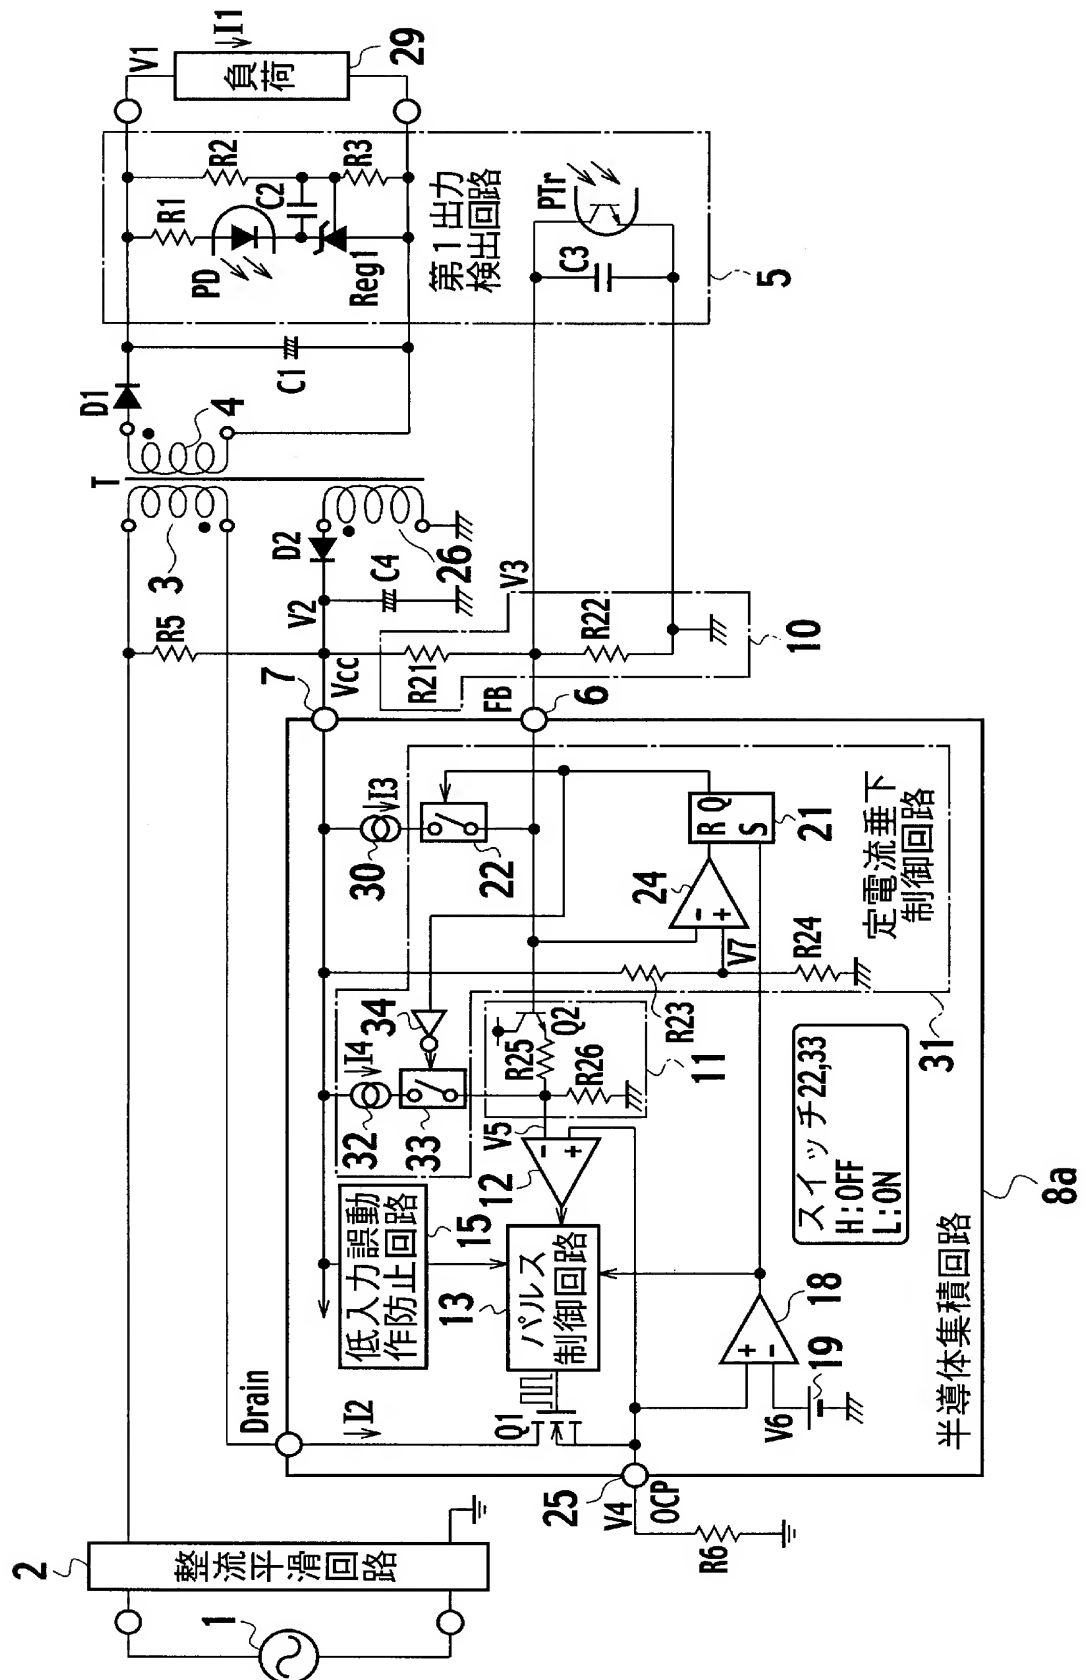 1
2
整流平滑回路
T
3
4
D1
C1
R5
D2
V2
C4
26
V1
I1
負荷
29
R1
R2
PD
C2
Reg1
R3
第1出力
検出回路
PTr
C3
5
7
Vcc
R21
V3
R22
10
FB
6
Drain
I2
Q1
低入力誤動
作防止回路
15
13
パルス
制御回路
12
V5
32
I4
33
34
R25
Q2
R26
11
30
I3
22
24
V7
R23
R24
R Q
S
21
定電流垂下
制御回路
31
スイッチ22,33
H:OFF
L:ON
18
19
V6
25
V4
OCP
R6
半導体集積回路
8a